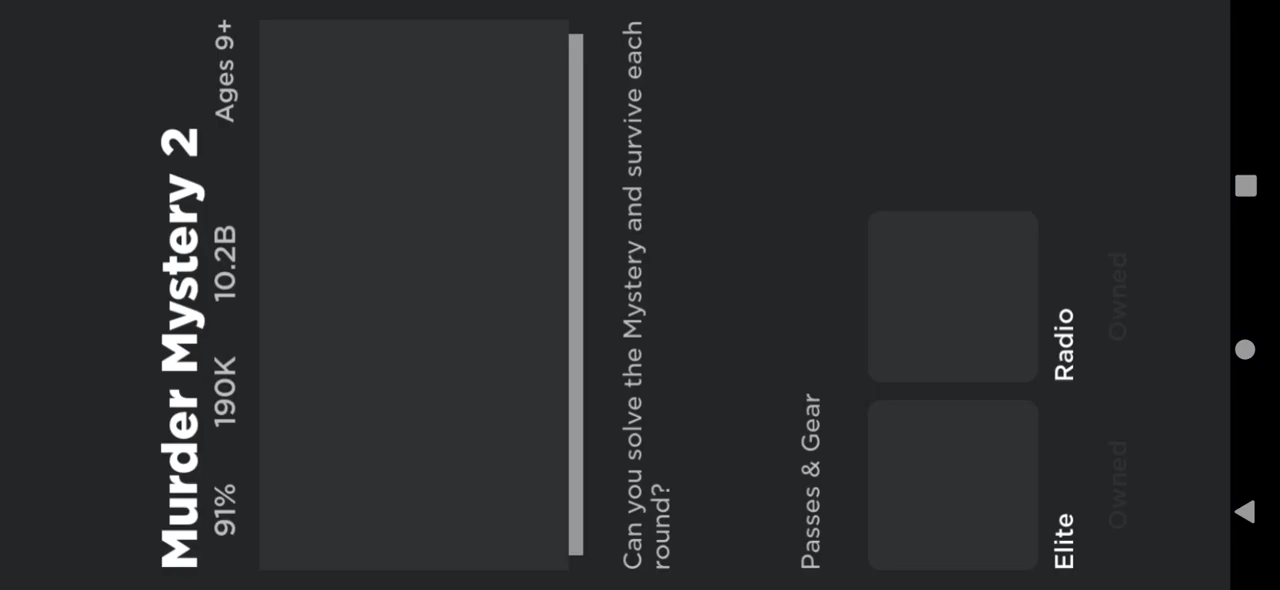 Murder Mystery 2
91% 190K 10.2B Ages 9+
Can you solve the Mystery and survive each
round?
Passes & Gear
Elite Radio
Owned Owned